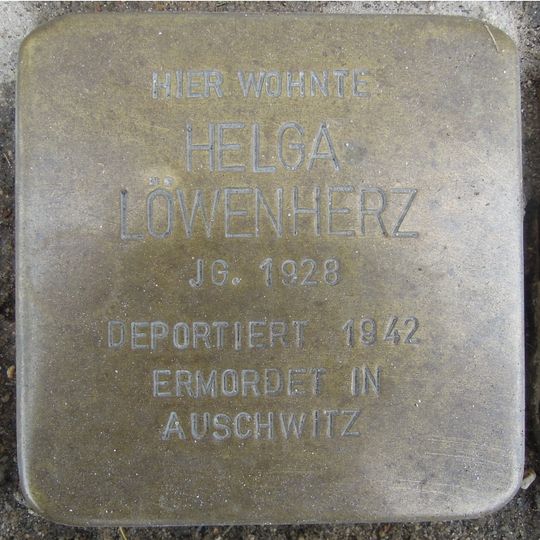 HIER WOHNTE
HELGA
LÖWENHERZ
JG. 1928
DEPORTIERT 1942
ERMORDET IN
AUSCHWITZ